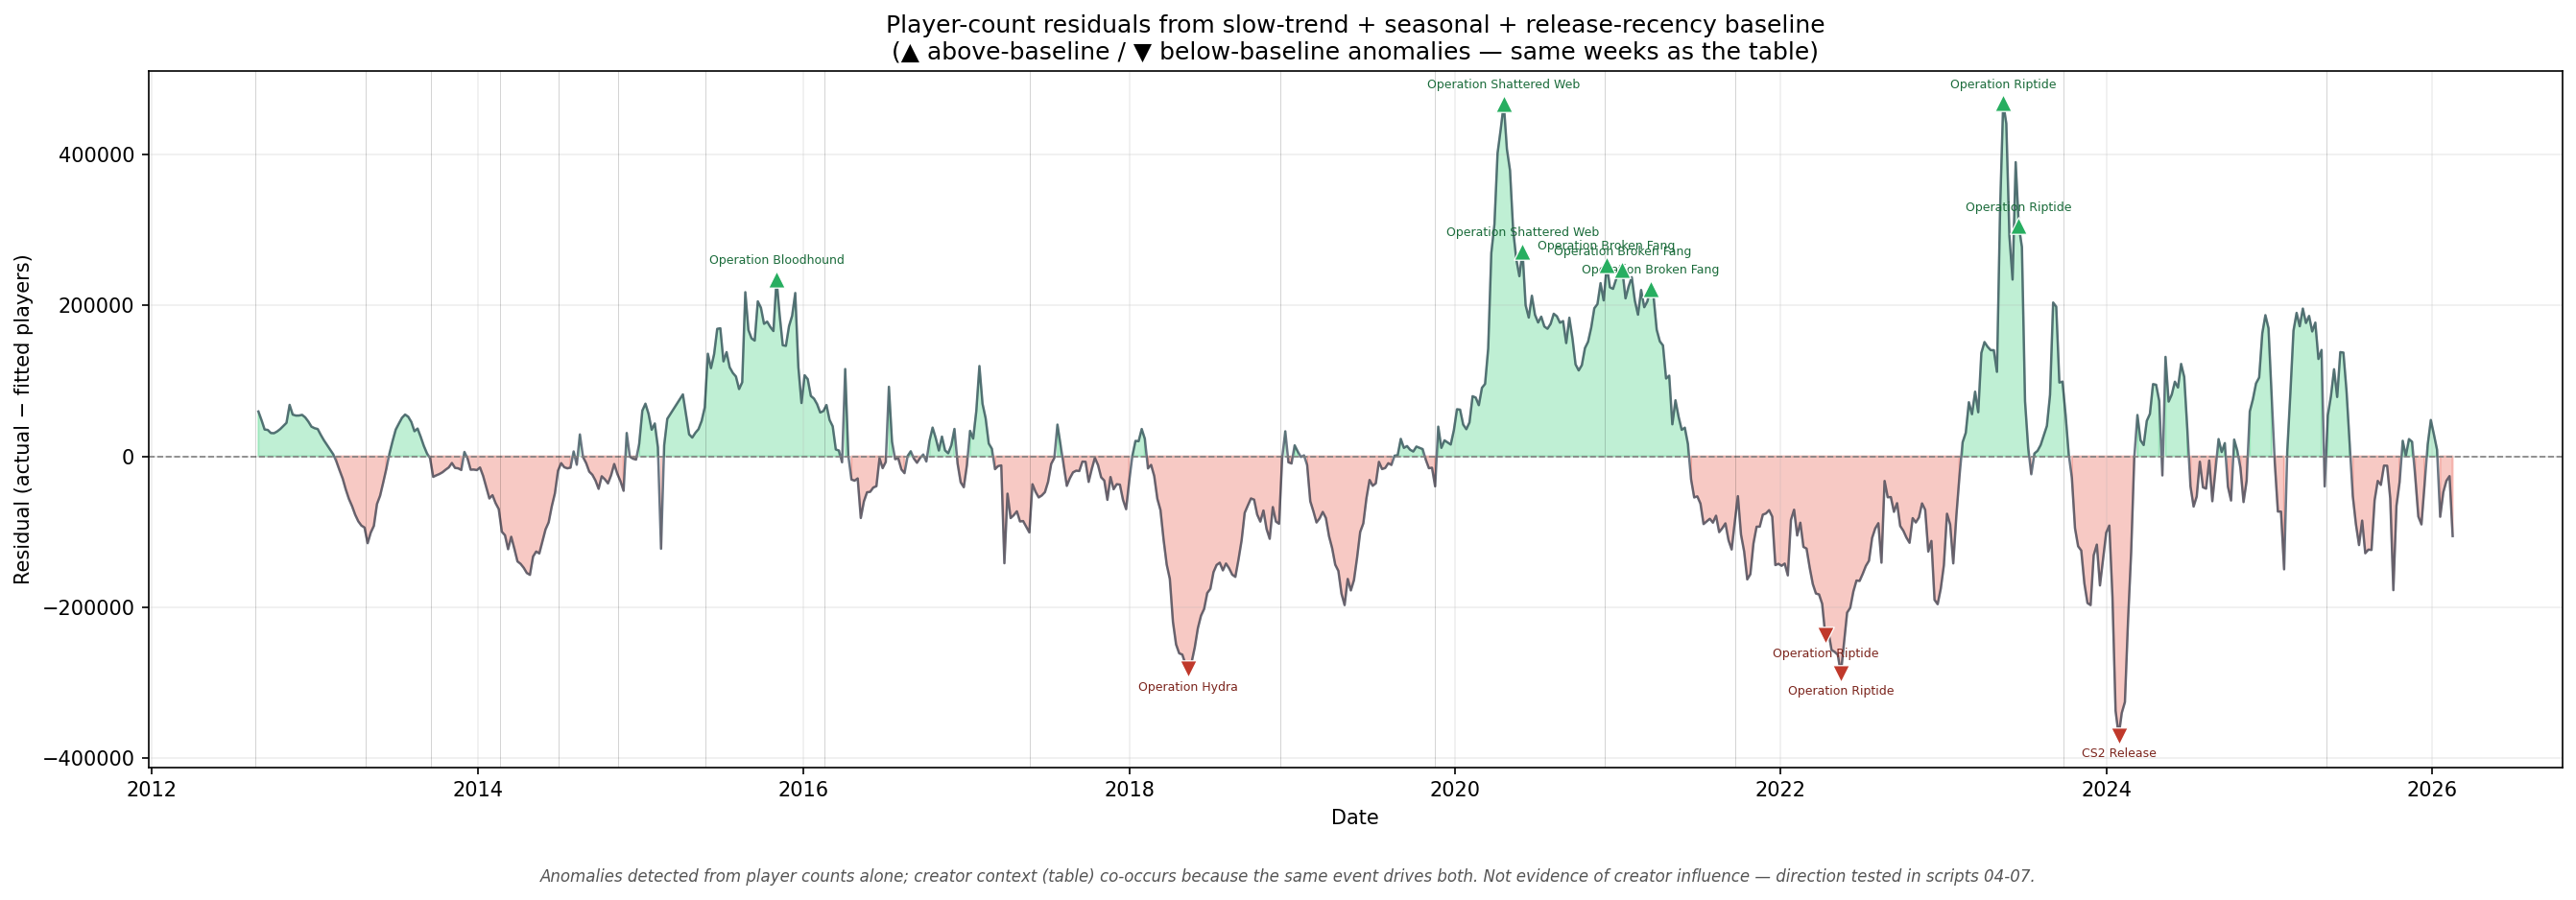 Player-count residuals from slow-trend + seasonal + release-recency baseline
(▲ above-baseline / ▼ below-baseline anomalies — same weeks as the table)
Residual (actual − fitted players)
400000
200000
0
−200000
−400000
Operation Shattered Web
Operation Riptide
Operation Riptide
Operation Shattered Web
Operation Broken Fang
Operation Broken Fang
Operation Bloodhound
Operation Broken Fang
Operation Riptide
Operation Hydra
Operation Riptide
CS2 Release
2012
2014
2016
2018
2020
2022
2024
2026
Date
Anomalies detected from player counts alone; creator context (table) co-occurs because the same event drives both. Not evidence of creator influence — direction tested in scripts 04-07.